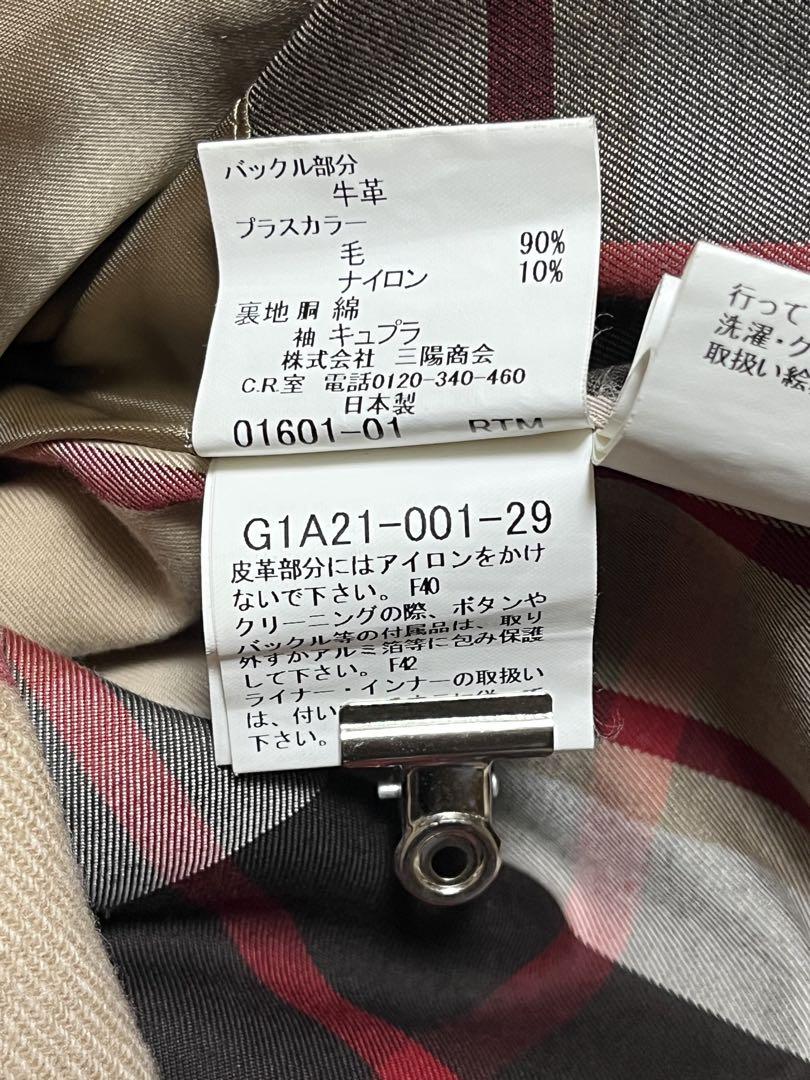 バックル部分
牛革
プラスカラー
毛 90%
ナイロン 10%
裏地 胴 綿
袖 キュプラ
株式会社 三陽商会
C.R室 電話0120-340-460
日本製
01601-01 RTM
G1A21-001-29
皮革部分にはアイロンをかけ
ないで下さい。 F40
クリーニングの際、ボタンや
バックル等の付属品は、取り
外すかアルミ箔等に包み保護
して下さい。 F42
ライナー・インナーの取扱い
は、付い
下さい。
行って
洗濯・ク
取扱い絵